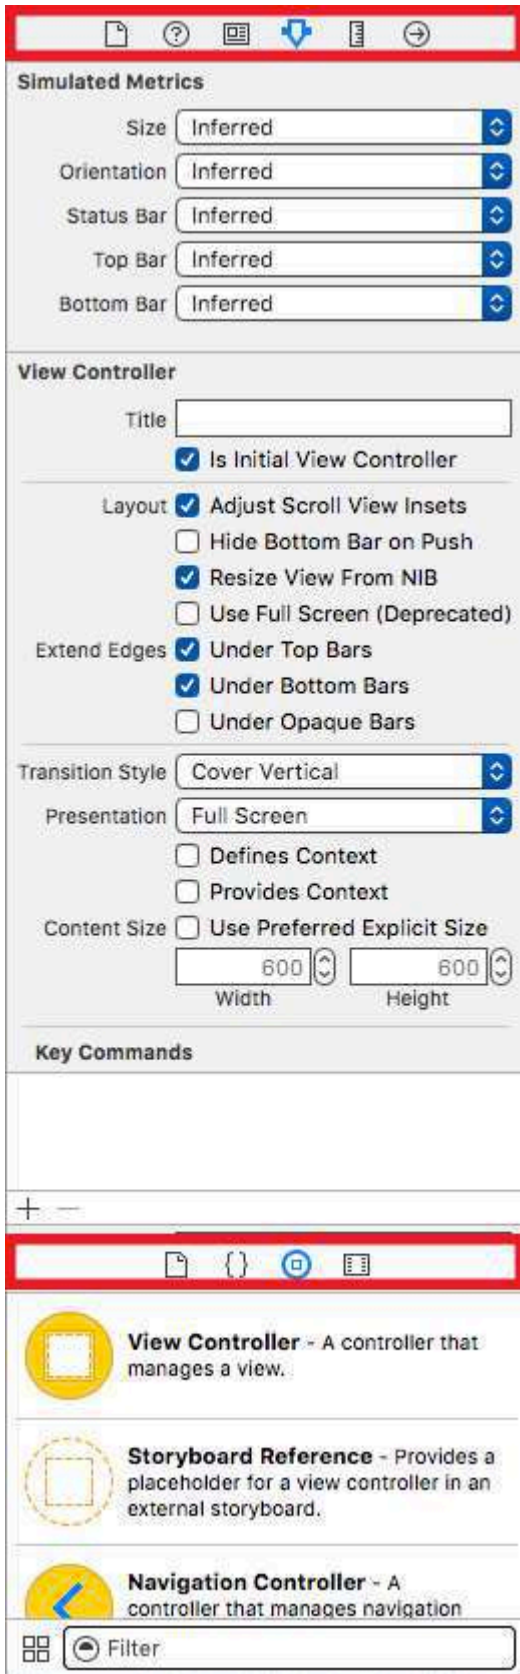 Simulated Metrics
Size Inferred
Orientation Inferred
Status Bar Inferred
Top Bar Inferred
Bottom Bar Inferred
View Controller
Title
Is Initial View Controller
Layout Adjust Scroll View Insets
Hide Bottom Bar on Push
Resize View From NIB
Use Full Screen (Deprecated)
Extend Edges Under Top Bars
Under Bottom Bars
Under Opaque Bars
Transition Style Cover Vertical
Presentation Full Screen
Defines Context
Provides Context
Content Size Use Preferred Explicit Size
600 600
Width Height
Key Commands
View Controller - A controller that
manages a view.
Storyboard Reference - Provides a
placeholder for a view controller in an
external storyboard.
Navigation Controller - A
controller that manages navigation
Filter